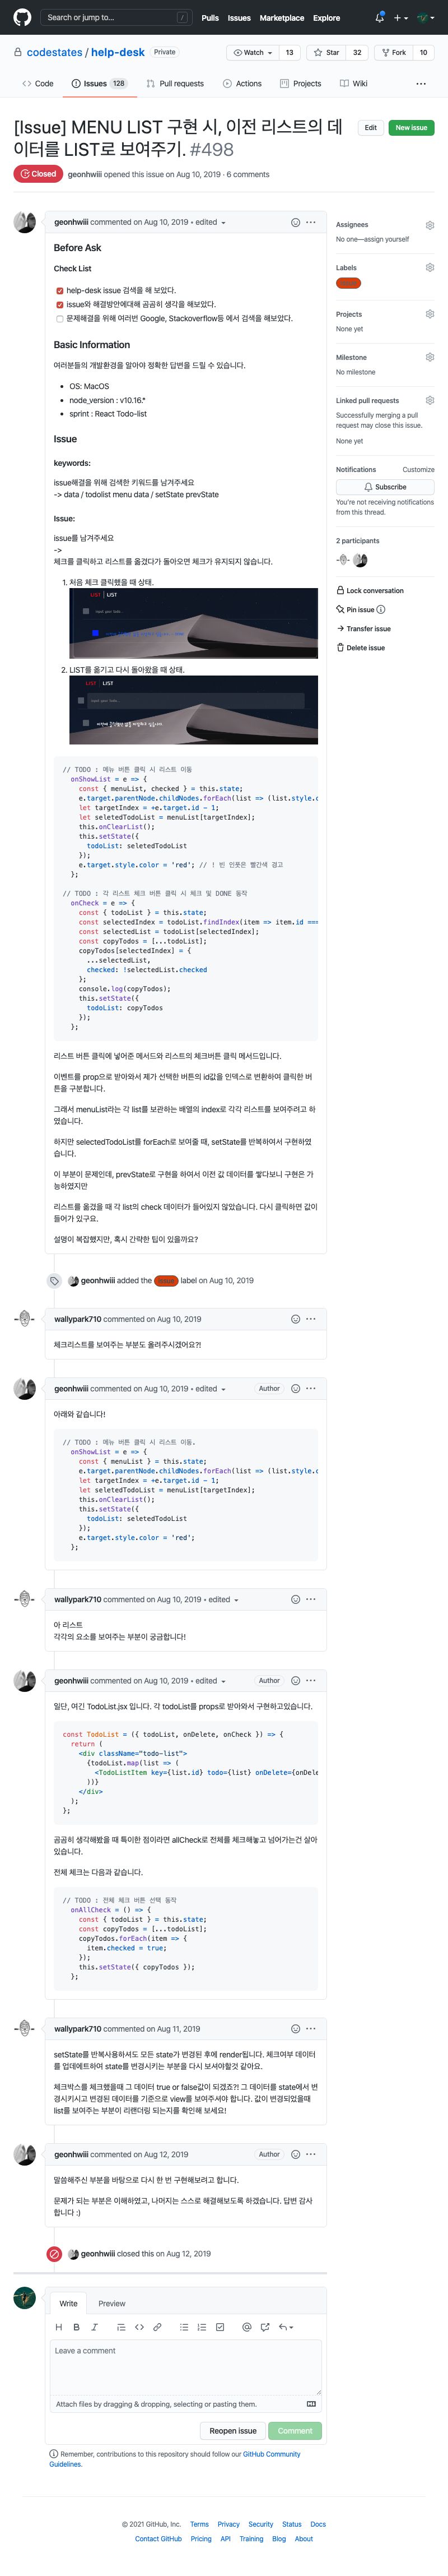 Search or jump to...
/
Pulls Issues Marketplace Explore
codestates / help-desk Private
Watch 13 Star 32 Fork 10
Code Issues 128 Pull requests Actions Projects Wiki
[Issue] MENU LIST 구현 시, 이전 리스트의 데
이터를 LIST로 보여주기. #498
Edit New issue
Closed geonhwiii opened this issue on Aug 10, 2019 · 6 comments
geonhwiii commented on Aug 10, 2019 • edited
Before Ask
Check List
help-desk issue 검색을 해 보았다.
issue와 해결방안에대해 곰곰히 생각을 해보았다.
문제해결을 위해 여러번 Google, Stackoverflow등 에서 검색을 해보았다.
Basic Information
여러분들의 개발환경을 알아야 정확한 답변을 드릴 수 있습니다.
OS: MacOS
node_version : v10.16.*
sprint : React Todo-list
Issue
keywords:
issue해결을 위해 검색한 키워드를 남겨주세요
-> data / todolist menu data / setState prevState
Issue:
issue를 남겨주세요
->
체크를 클릭하고 리스트를 옮겼다가 돌아오면 체크가 유지되지 않습니다.
1. 처음 체크 클릭했을 때 상태.
LIST | LIST
2. LIST를 옮기고 다시 돌아왔을 때 상태.
LIST | LIST
// TODO : 메뉴 버튼 클릭 시 리스트 이동
onShowList = e => {
const { menuList, checked } = this.state;
e.target.parentNode.childNodes.forEach(list => (list.style.c
let targetIndex = +e.target.id - 1;
let seletedTodoList = menuList[targetIndex];
this.onClearList();
this.setState({
todoList: seletedTodoList
});
e.target.style.color = 'red'; // ! 빈 인풋은 빨간색 경고
};
// TODO : 각 리스트 체크 버튼 클릭 시 체크 및 DONE 동작
onCheck = e => {
const { todoList } = this.state;
const selectedIndex = todoList.findIndex(item => item.id ===
const selectedList = todoList[selectedIndex];
const copyTodos = [...todoList];
copyTodos[selectedIndex] = {
...selectedList,
checked: !selectedList.checked
};
console.log(copyTodos);
this.setState({
todoList: copyTodos
});
};
리스트 버튼 클릭에 넣어준 메서드와 리스트의 체크버튼 클릭 메서드입니다.
이벤트를 prop으로 받아와서 제가 선택한 버튼의 id값을 인덱스로 변환하여 클릭한 버
튼을 구분합니다.
그래서 menuList라는 각 list를 보관하는 배열의 index로 각각 리스트를 보여주려고 하
였습니다.
하지만 selectedTodoList를 forEach로 보여줄 때, setState를 반복하여서 구현하였
습니다.
이 부분이 문제인데, prevState로 구현을 하여서 이전 값 데이터를 쌓다보니 구현은 가
능하였지만
리스트를 옮겼을 때 각 list의 check 데이터가 들어있지 않았습니다. 다시 클릭하면 값이
들어가 있구요.
설명이 복잡했지만, 혹시 간략한 팁이 있을까요?
geonhwiii added the label on Aug 10, 2019
wallypark710 commented on Aug 10, 2019
체크리스트를 보여주는 부분도 올려주시겠어요?!
geonhwiii commented on Aug 10, 2019 • edited Author
아래와 같습니다!
// TODO : 메뉴 버튼 클릭 시 리스트 이동.
onShowList = e => {
const { menuList } = this.state;
e.target.parentNode.childNodes.forEach(list => (list.style.c
let targetIndex = +e.target.id - 1;
let seletedTodoList = menuList[targetIndex];
this.onClearList();
this.setState({
todoList: seletedTodoList
});
e.target.style.color = 'red';
};
wallypark710 commented on Aug 10, 2019 • edited
아 리스트
각각의 요소를 보여주는 부분이 궁금합니다!
geonhwiii commented on Aug 10, 2019 • edited Author
일단, 여긴 TodoList.jsx 입니다. 각 todoList를 props로 받아와서 구현하고있습니다.
const TodoList = ({ todoList, onDelete, onCheck }) => {
return (
<div className="todo-list">
{todoList.map(list => (
<TodoListItem key={list.id} todo={list} onDelete={onDele
))}
</div>
);
};
곰곰히 생각해봤을 때 특이한 점이라면 allCheck로 전체를 체크해놓고 넘어가는건 살아
있습니다.
전체 체크는 다음과 같습니다.
// TODO : 전체 체크 버튼 선택 동작
onAllCheck = () => {
const { todoList } = this.state;
const copyTodos = [...todoList];
copyTodos.forEach(item => {
item.checked = true;
});
this.setState({ copyTodos });
};
wallypark710 commented on Aug 11, 2019
setState를 반복사용하셔도 모든 state가 변경된 후에 render됩니다. 체크여부 데이터
를 업데에트하여 state를 변경시키는 부분을 다시 보셔야할것 같아요.
체크박스를 체크했을때 그 데이터 true or false값이 되겠죠?! 그 데이터를 state에서 변
경시키시고 변경된 데이터를 기준으로 view를 보여주셔야 합니다. 값이 변경되었을때
list를 보여주는 부분이 리랜더링 되는지를 확인해 보세요!
geonhwiii commented on Aug 12, 2019 Author
말씀해주신 부분을 바탕으로 다시 한 번 구현해보려고 합니다.
문제가 되는 부분은 이해하였고, 나머지는 스스로 해결해보도록 하겠습니다. 답변 감사
합니다 :)
geonhwiii closed this on Aug 12, 2019
Write Preview
Leave a comment
Attach files by dragging & dropping, selecting or pasting them.
Reopen issue Comment
Remember, contributions to this repository should follow our GitHub Community
Guidelines.
Assignees
No one—assign yourself
Labels
Projects
None yet
Milestone
No milestone
Linked pull requests
Successfully merging a pull
request may close this issue.
None yet
Notifications Customize
Subscribe
You're not receiving notifications
from this thread.
2 participants
Lock conversation
Pin issue
Transfer issue
Delete issue
© 2021 GitHub, Inc. Terms Privacy Security Status Docs
Contact GitHub Pricing API Training Blog About